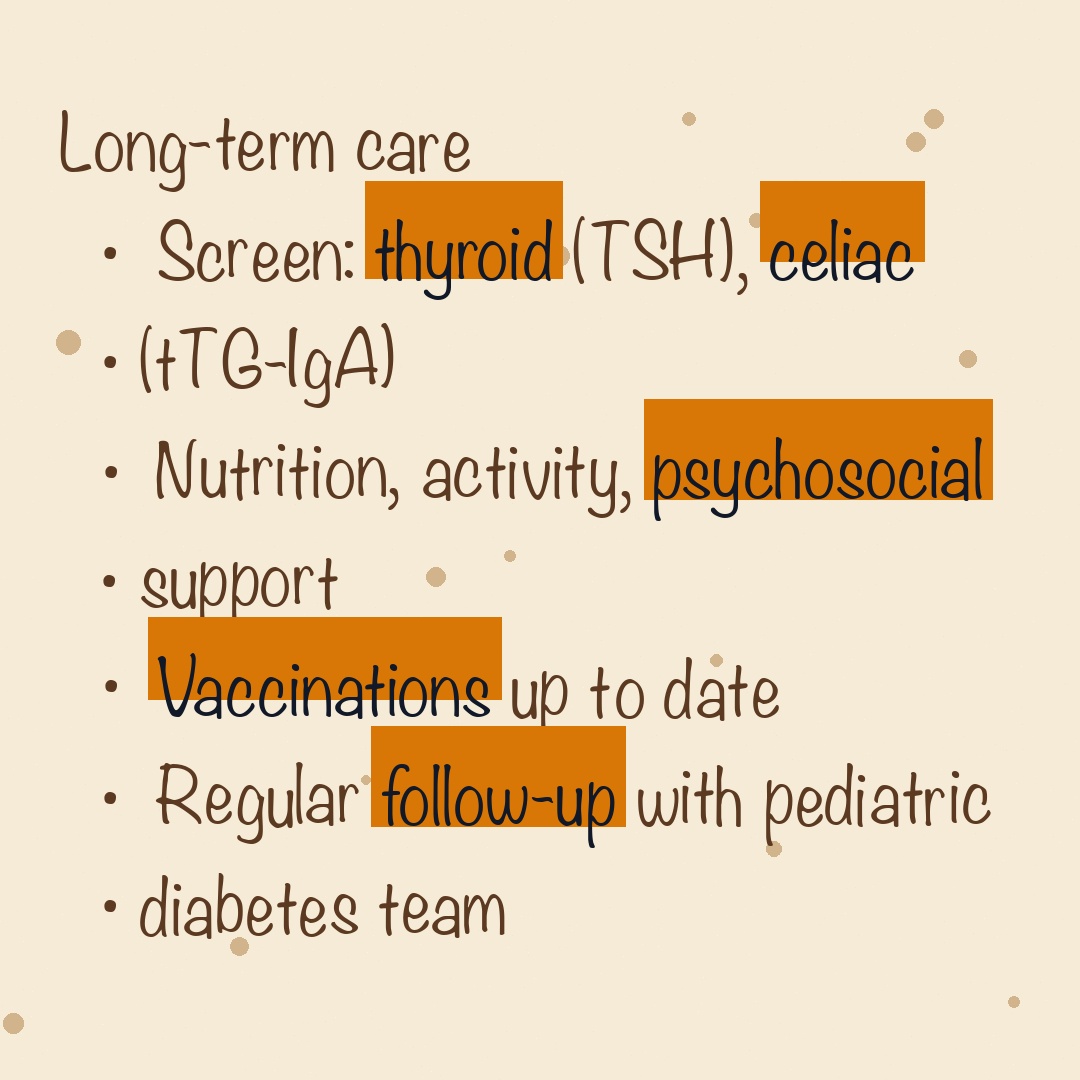 Long-term care
• Screen: thyroid (TSH), celiac
• (tTG-IgA)
• Nutrition, activity, psychosocial
• support
• Vaccinations up to date
• Regular follow-up with pediatric
• diabetes team